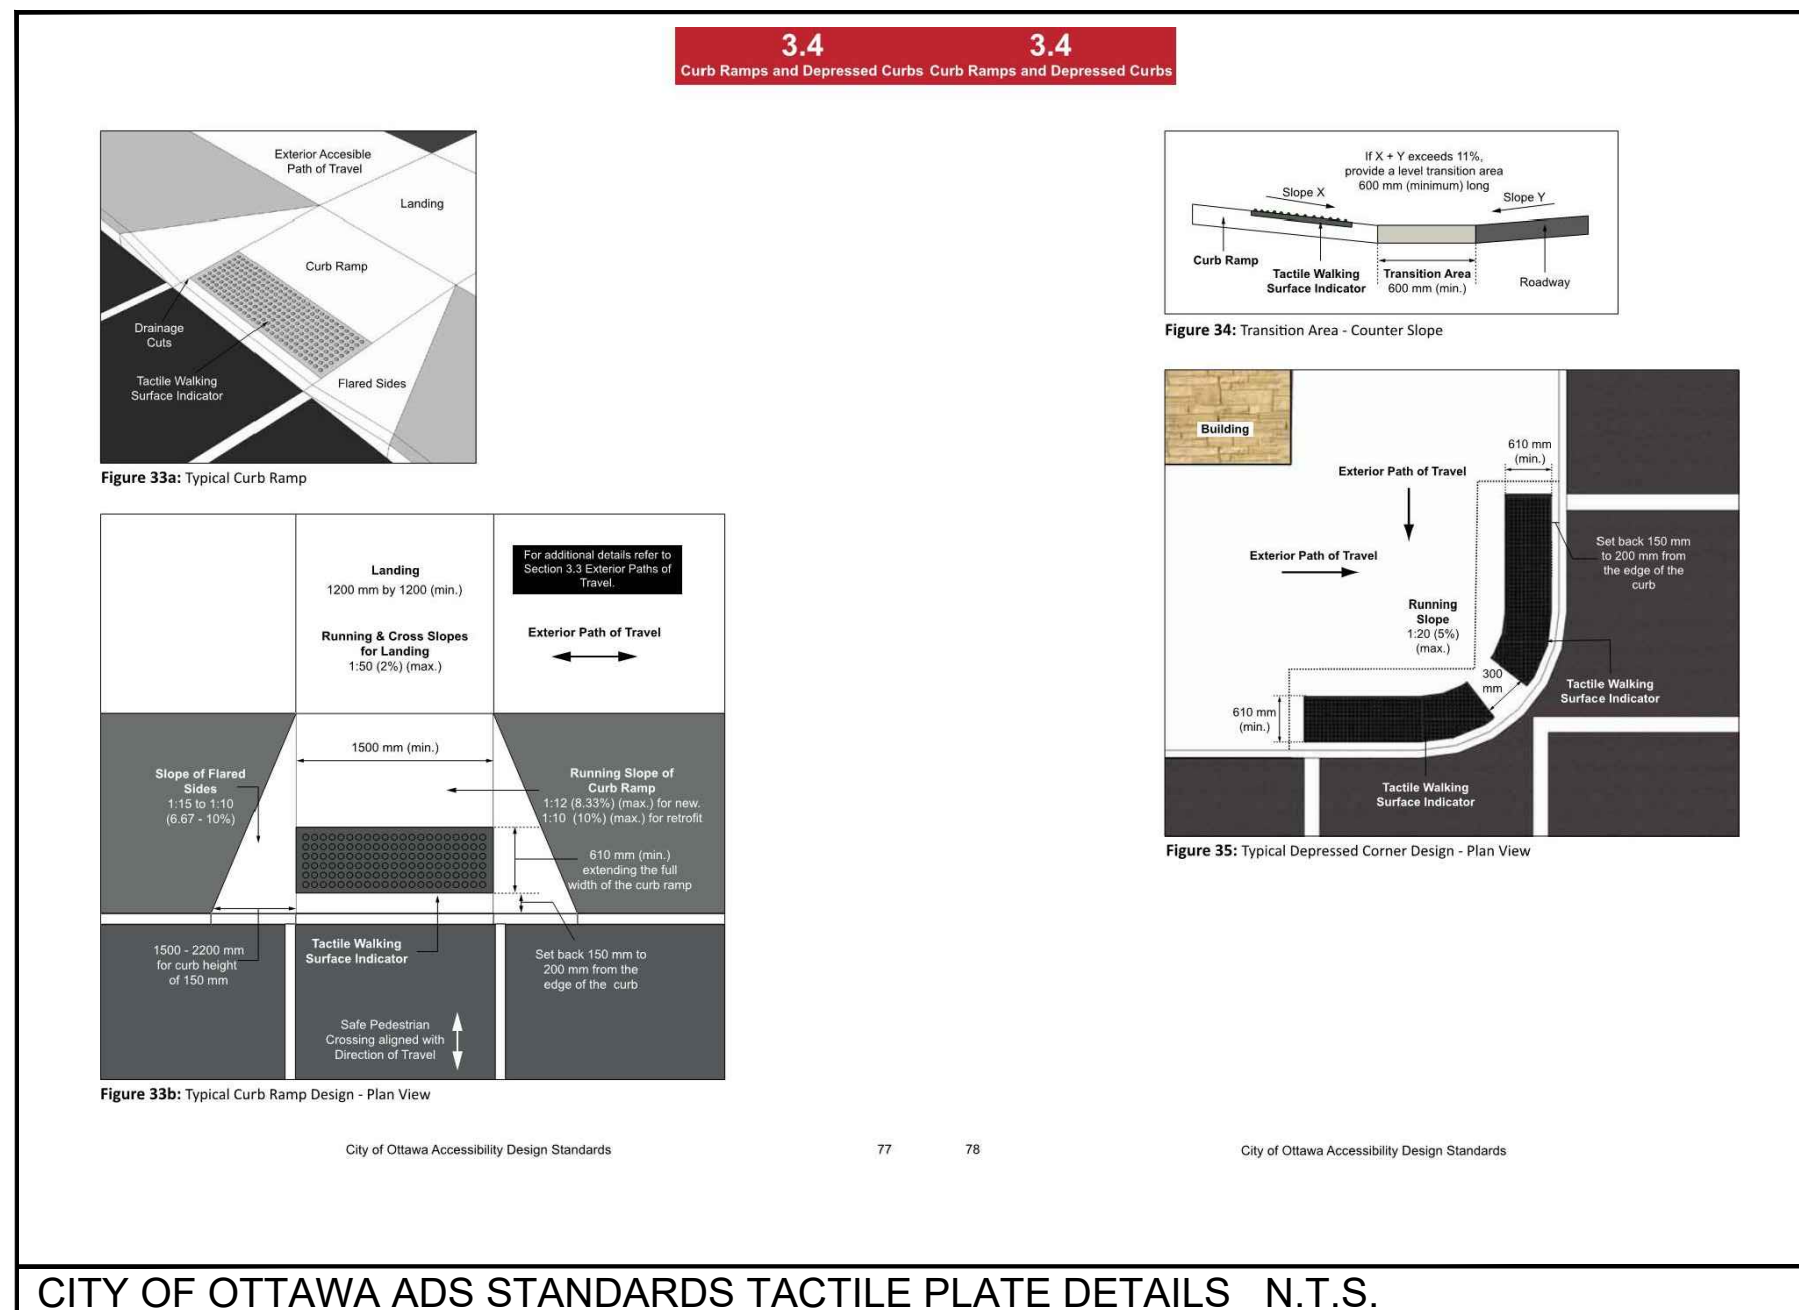 3.4
Curb Ramps and Depressed Curbs
3.4
Curb Ramps and Depressed Curbs
Exterior Accesible
Path of Travel
Landing
Curb Ramp
Drainage
Cuts
Tactile Walking
Surface Indicator
Flared Sides
Figure 33a: Typical Curb Ramp
Landing
1200 mm by 1200 (min.)
For additional details refer to
Section 3.3 Exterior Paths of
Travel.
Running & Cross Slopes
for Landing
1:50 (2%) (max.)
Exterior Path of Travel
1500 mm (min.)
Slope of Flared
Sides
1:15 to 1:10
(6.67 - 10%)
Running Slope of
Curb Ramp
1:12 (8.33%) (max.) for new.
1:10 (10%) (max.) for retrofit
610 mm (min.)
extending the full
width of the curb ramp
1500 - 2200 mm
for curb height
of 150 mm
Tactile Walking
Surface Indicator
Set back 150 mm to
200 mm from the
edge of the curb
Safe Pedestrian
Crossing aligned with
Direction of Travel
Figure 33b: Typical Curb Ramp Design - Plan View
City of Ottawa Accessibility Design Standards
77
If X + Y exceeds 11%,
provide a level transition area
600 mm (minimum) long
Slope X
Slope Y
Curb Ramp
Tactile Walking
Surface Indicator
Transition Area
600 mm (min.)
Roadway
Figure 34: Transition Area - Counter Slope
Building
610 mm
(min.)
Exterior Path of Travel
Exterior Path of Travel
Set back 150 mm
to 200 mm from
the edge of the
curb
Running
Slope
1:20 (5%)
(max.)
300
mm
Tactile Walking
Surface Indicator
610 mm
(min.)
Tactile Walking
Surface Indicator
Figure 35: Typical Depressed Corner Design - Plan View
78
City of Ottawa Accessibility Design Standards
CITY OF OTTAWA ADS STANDARDS TACTILE PLATE DETAILS N.T.S.